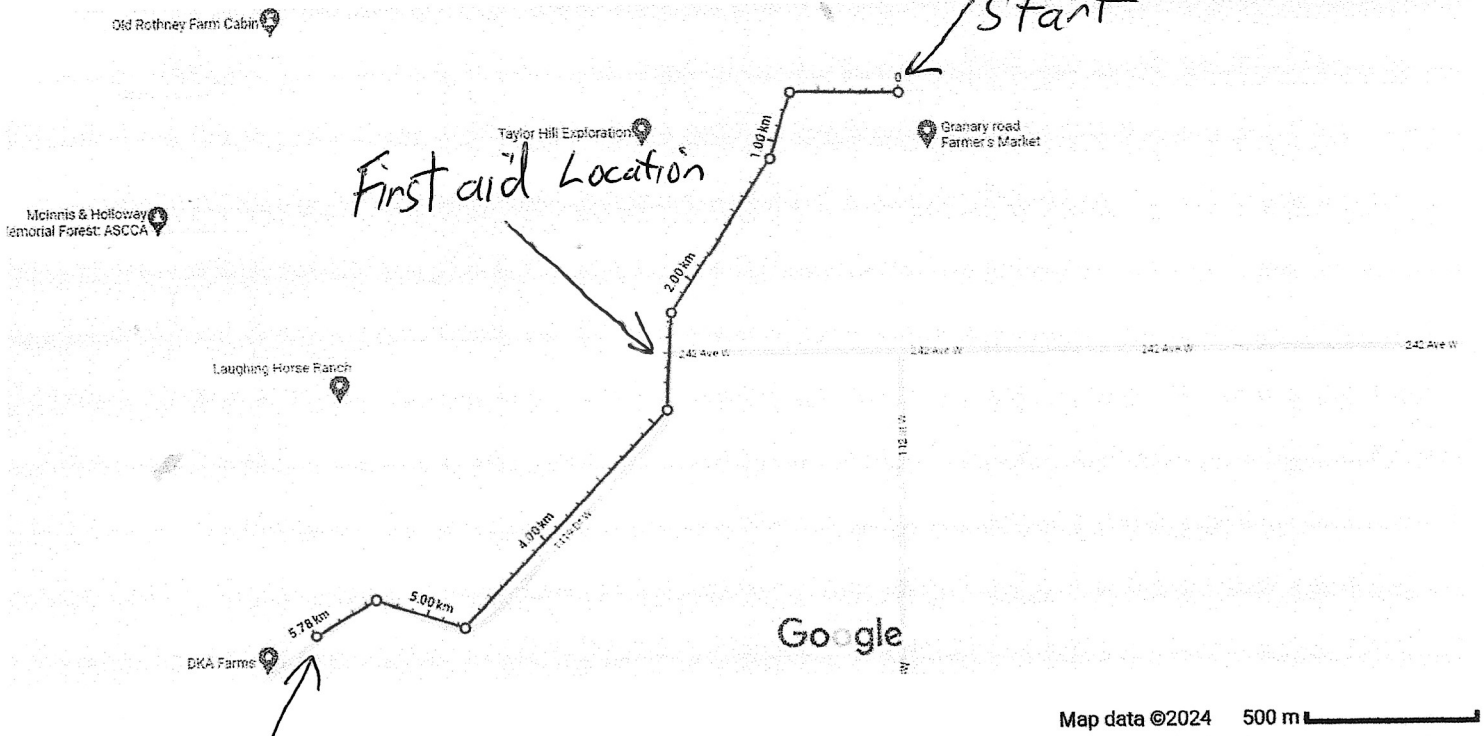 Start
Old Rothney Farm Cabin
0
Taylor Hill Exploration
1.00 km
Granary road
Farmer's Market
First aid Location
McInnis & Holloway
emorial Forest: ASCCA
2.00 km
242 Ave W
242 Ave W
242 Ave W
242 Ave W
Laughing Horse Ranch
4.00 km
5.00 km
5.78 km
DKA Farms
Google
W
Map data ©2024 500 m